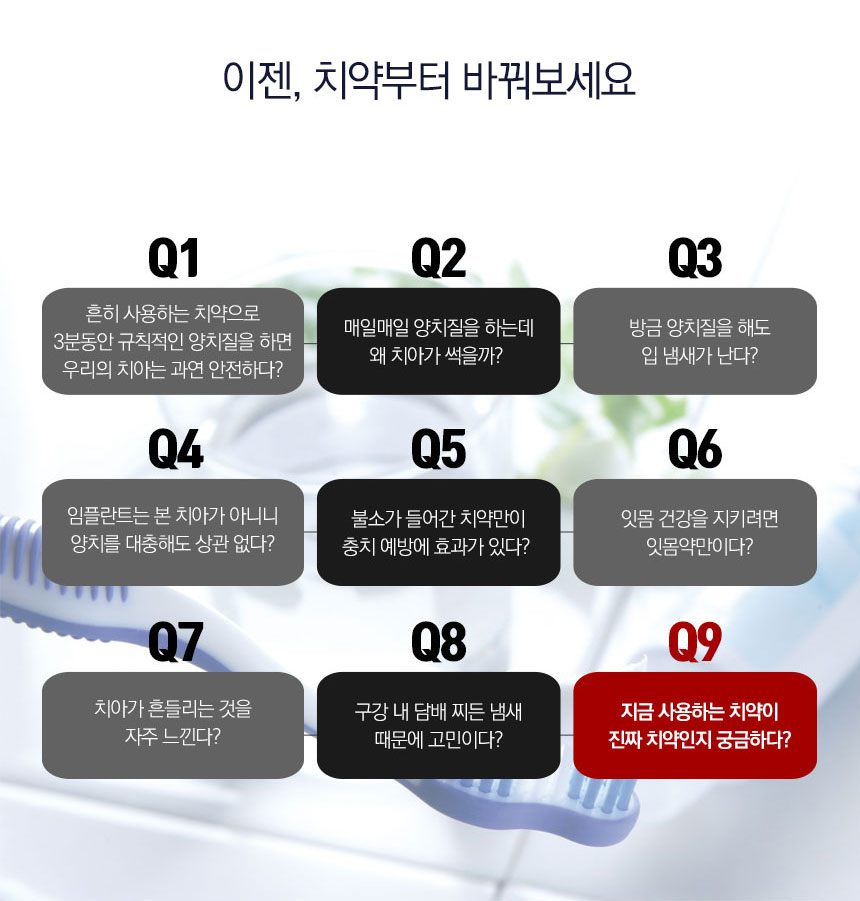 이젠, 치약부터 바꿔보세요
Q1
흔히 사용하는 치약으로
3분동안 규칙적인 양치질을 하면
우리의 치아는 과연 안전하다?
Q2
매일매일 양치질을 하는데
왜 치아가 썩을까?
Q3
방금 양치질을 해도
입 냄새가 난다?
Q4
임플란트는 본 치아가 아니니
양치를 대충해도 상관 없다?
Q5
불소가 들어간 치약만이
충치 예방에 효과가 있다?
Q6
잇몸 건강을 지키려면
잇몸약만이다?
Q7
치아가 흔들리는 것을
자주 느낀다?
Q8
구강 내 담배 찌든 냄새
때문에 고민이다?
Q9
지금 사용하는 치약이
진짜 치약인지 궁금하다?